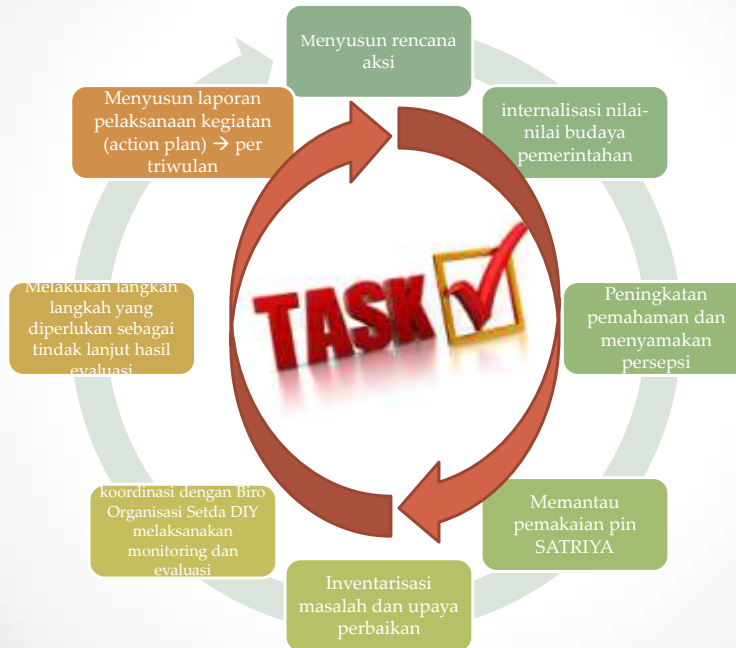 Menyusun rencana
aksi
internalisasi nilai-
nilai budaya
pemerintahan
Peningkatan
pemahaman dan
menyamakan
persepsi
Memantau
pemakaian pin
SATRIYA
Inventarisasi
masalah dan upaya
perbaikan
koordinasi dengan Biro
Organisasi Setda DIY
melaksanakan
monitoring dan
evaluasi
Melakukan langkah
langkah yang
diperlukan sebagai
tindak lanjut hasil
evaluasi
Menyusun laporan
pelaksanaan kegiatan
(action plan) → per
triwulan
TASK